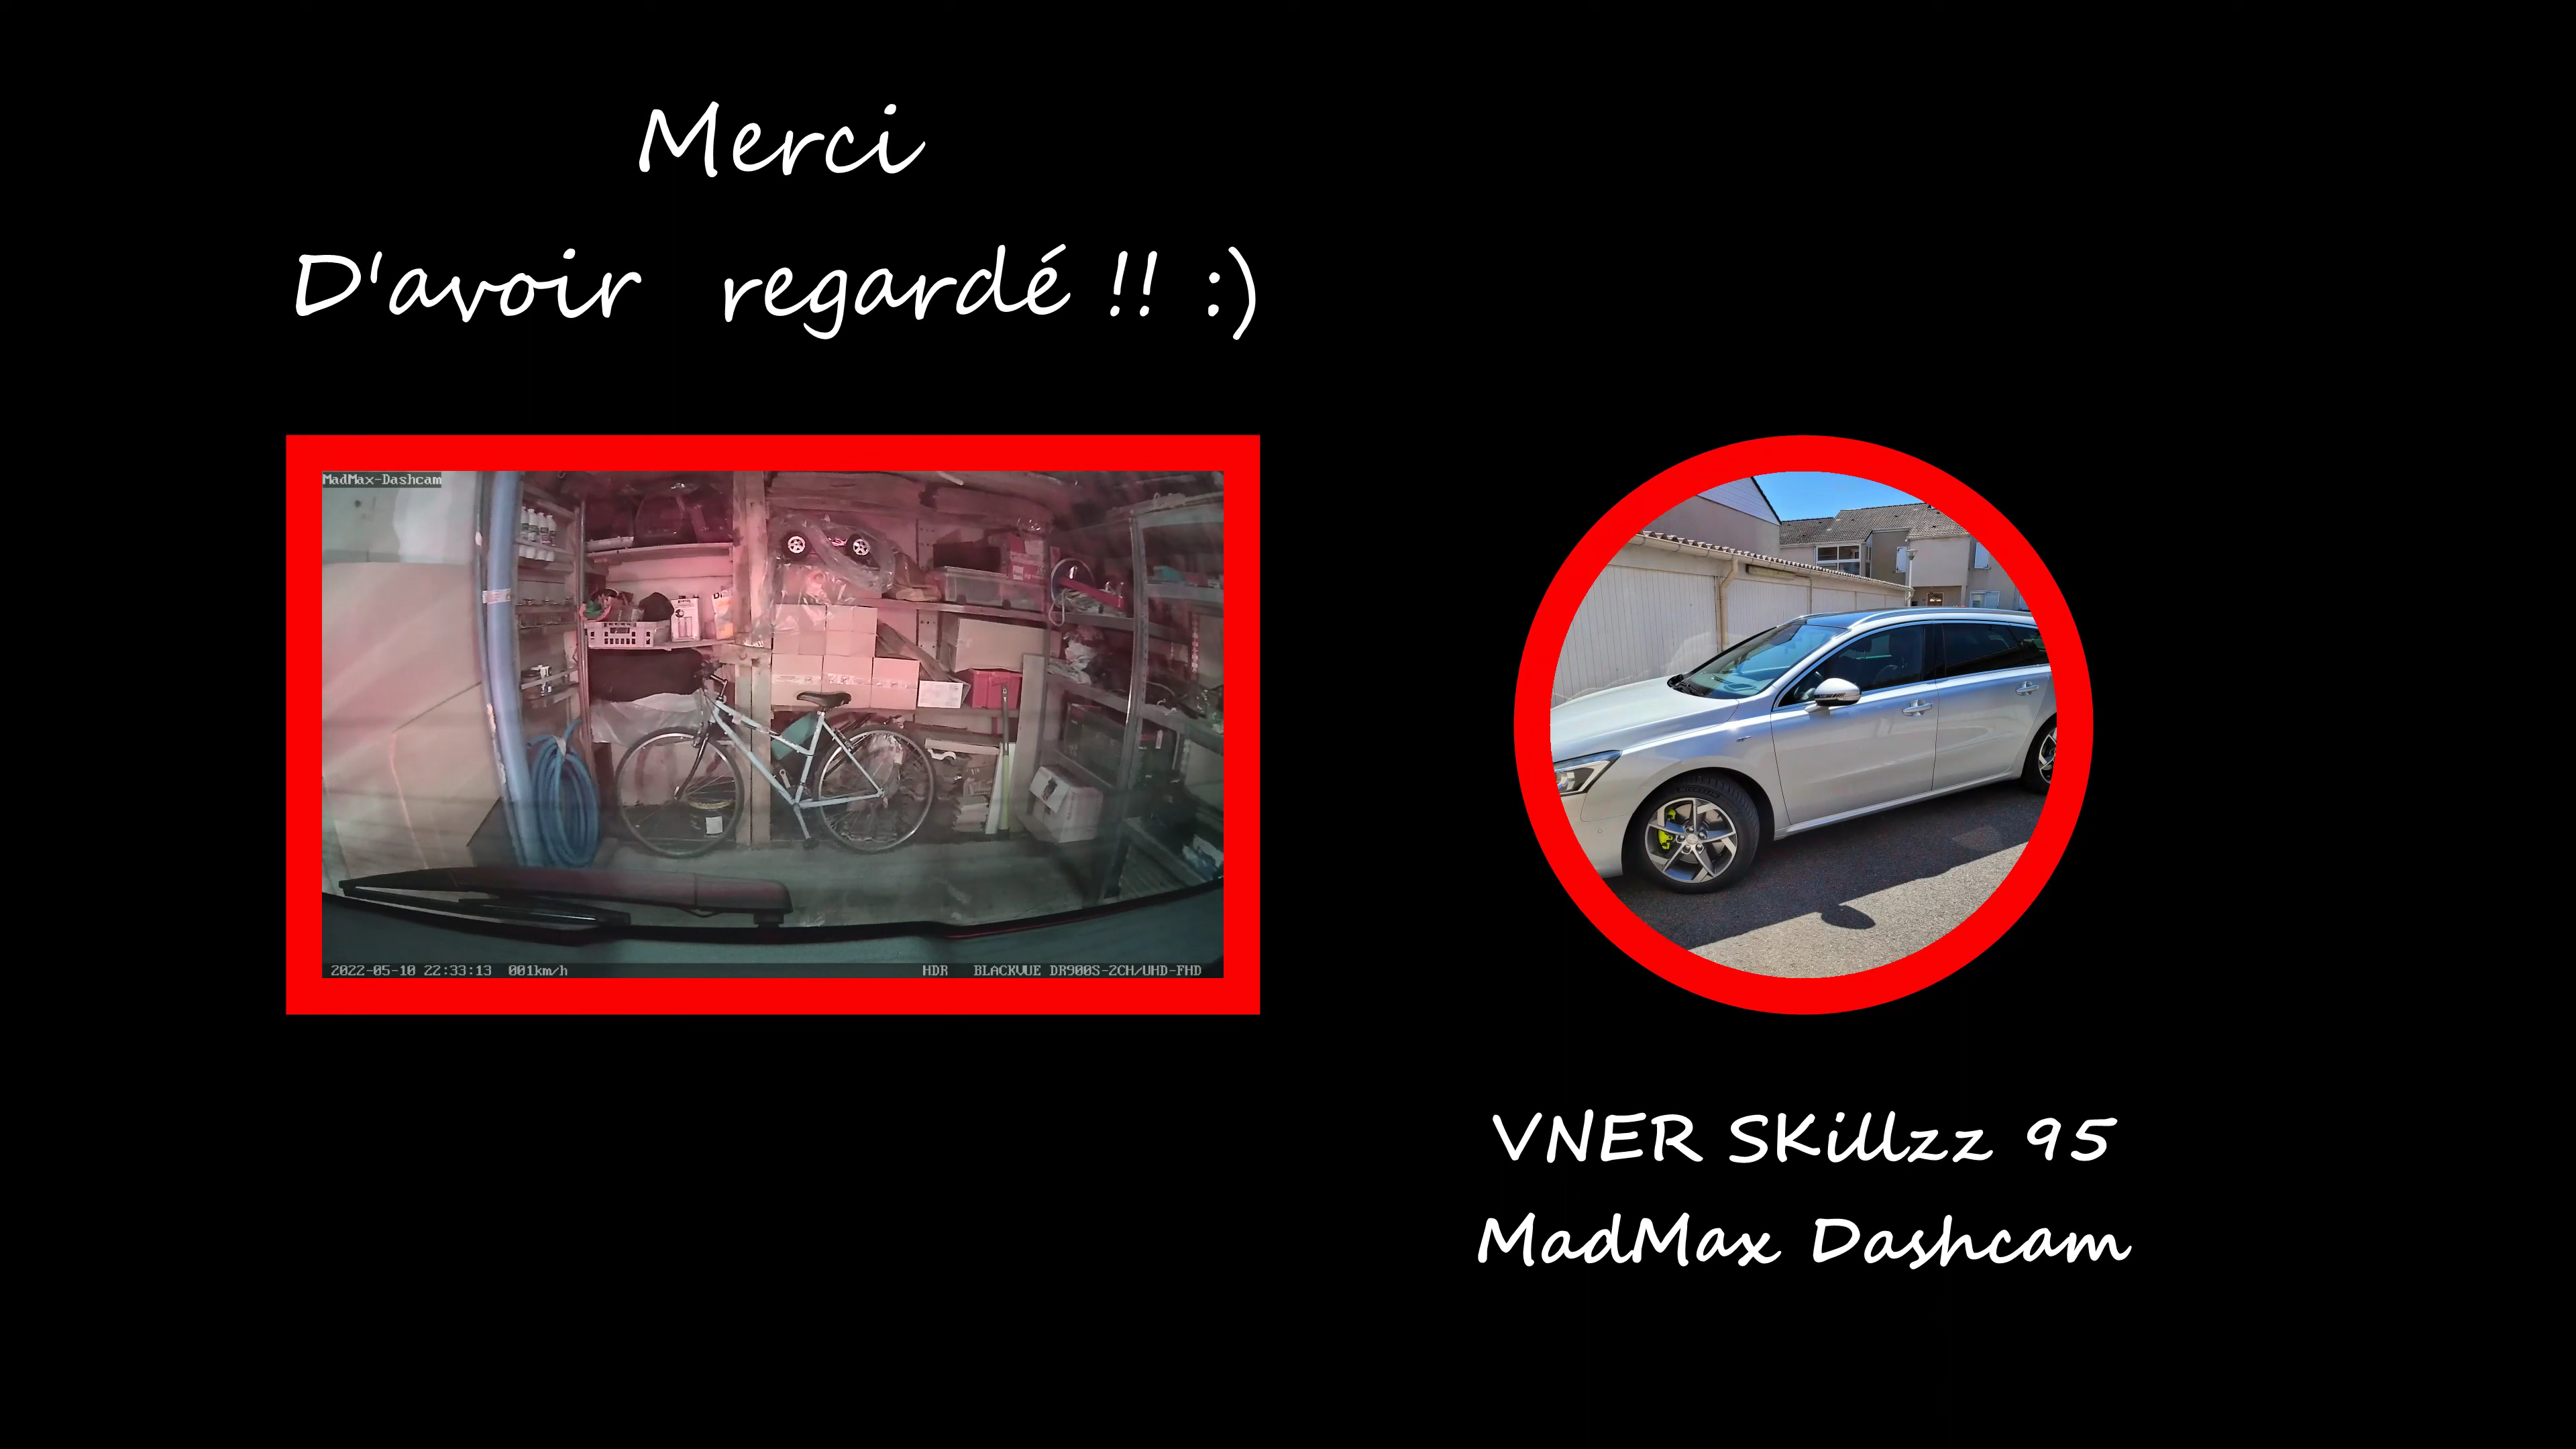 Merci
D'avoir regardé !! :)
MadMax-Dashcam
2022-05-10 22:33:13 001km/h HDR BLACKVUE DR900S-2CH/UHD-FHD
VNER SKillzz 95
MadMax Dashcam